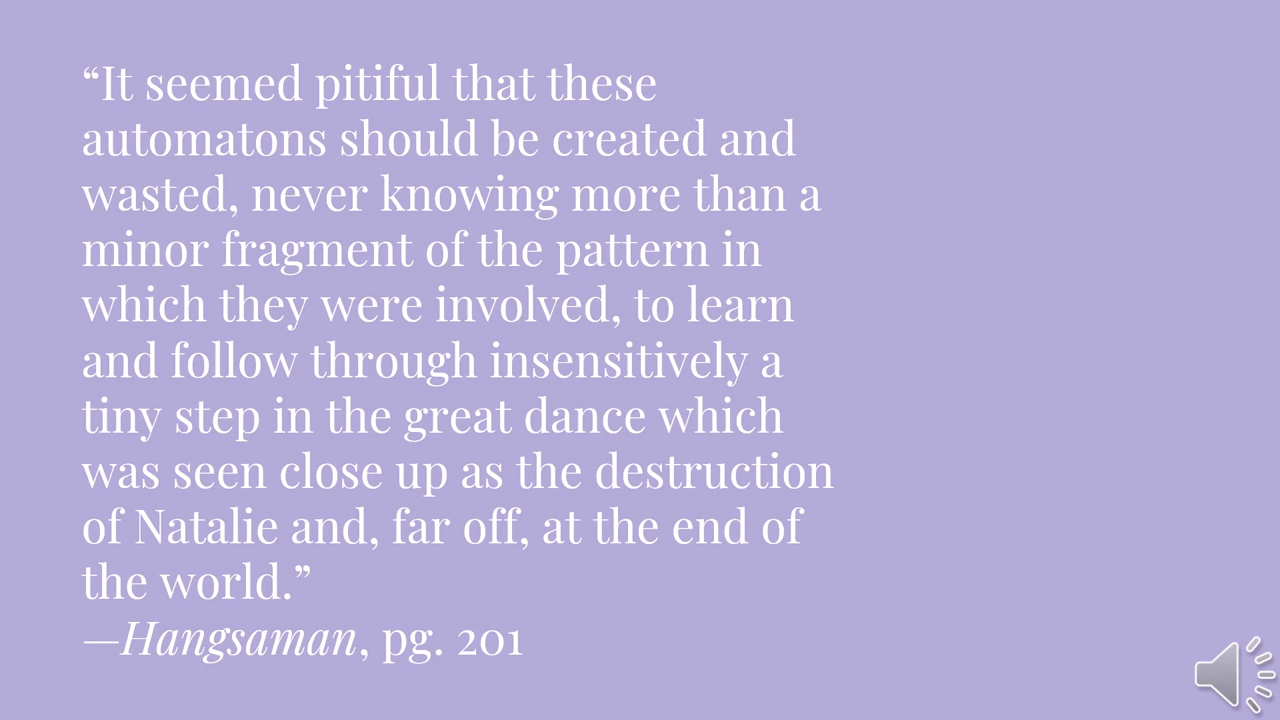 “It seemed pitiful that these
automatons should be created and
wasted, never knowing more than a
minor fragment of the pattern in
which they were involved, to learn
and follow through insensitively a
tiny step in the great dance which
was seen close up as the destruction
of Natalie and, far off, at the end of
the world.”
—Hangsaman, pg. 201